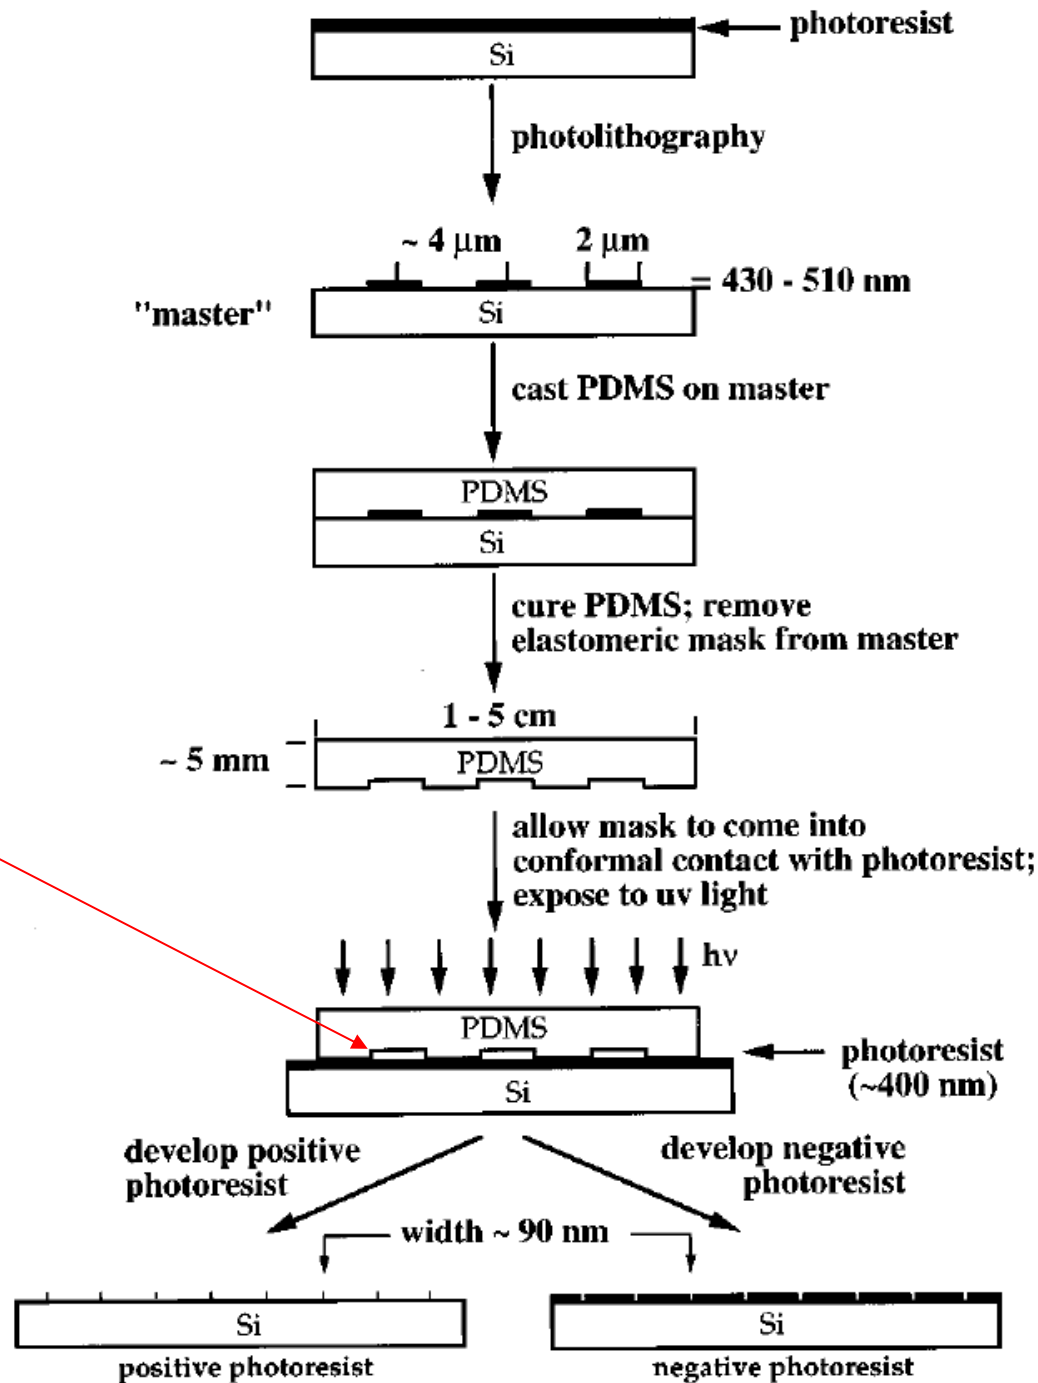 photoresist
Si
photolithography
~ 4 μm
2 μm
430 - 510 nm
"master"
Si
cast PDMS on master
PDMS
Si
cure PDMS; remove
elastomeric mask from master
1 - 5 cm
~ 5 mm
PDMS
allow mask to come into
conformal contact with photoresist;
expose to uv light
hν
PDMS
photoresist
(~400 nm)
Si
develop positive
photoresist
develop negative
photoresist
width ~ 90 nm
Si
Si
positive photoresist
negative photoresist